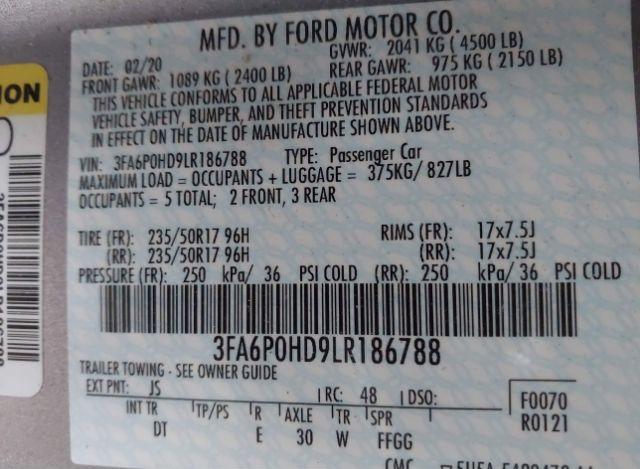 MFD. BY FORD MOTOR CO.
DATE: 02/20 GVWR: 2041 KG ( 4500 LB)
FRONT GAWR: 1089 KG ( 2400 LB) REAR GAWR: 975 KG ( 2150 LB)
THIS VEHICLE CONFORMS TO ALL APPLICABLE FEDERAL MOTOR
VEHICLE SAFETY, BUMPER, AND THEFT PREVENTION STANDARDS
IN EFFECT ON THE DATE OF MANUFACTURE SHOWN ABOVE.
VIN: 3FA6P0HD9LR186788 TYPE: Passenger Car
MAXIMUM LOAD = OCCUPANTS + LUGGAGE = 375KG/ 827LB
OCCUPANTS = 5 TOTAL; 2 FRONT, 3 REAR
TIRE (FR): 235/50R17 96H RIMS (FR): 17x7.5J
(RR): 235/50R17 96H (RR): 17x7.5J
PRESSURE (FR): 250 kPa/ 36 PSI COLD (RR): 250 kPa/ 36 PSI COLD
3FA6P0HD9LR186788
TRAILER TOWING - SEE OWNER GUIDE
EXT PNT: JS RC: 48 DSO:
INT TR TP/PS R AXLE TR SPR
DT E 30 W FFGG
F0070
R0121